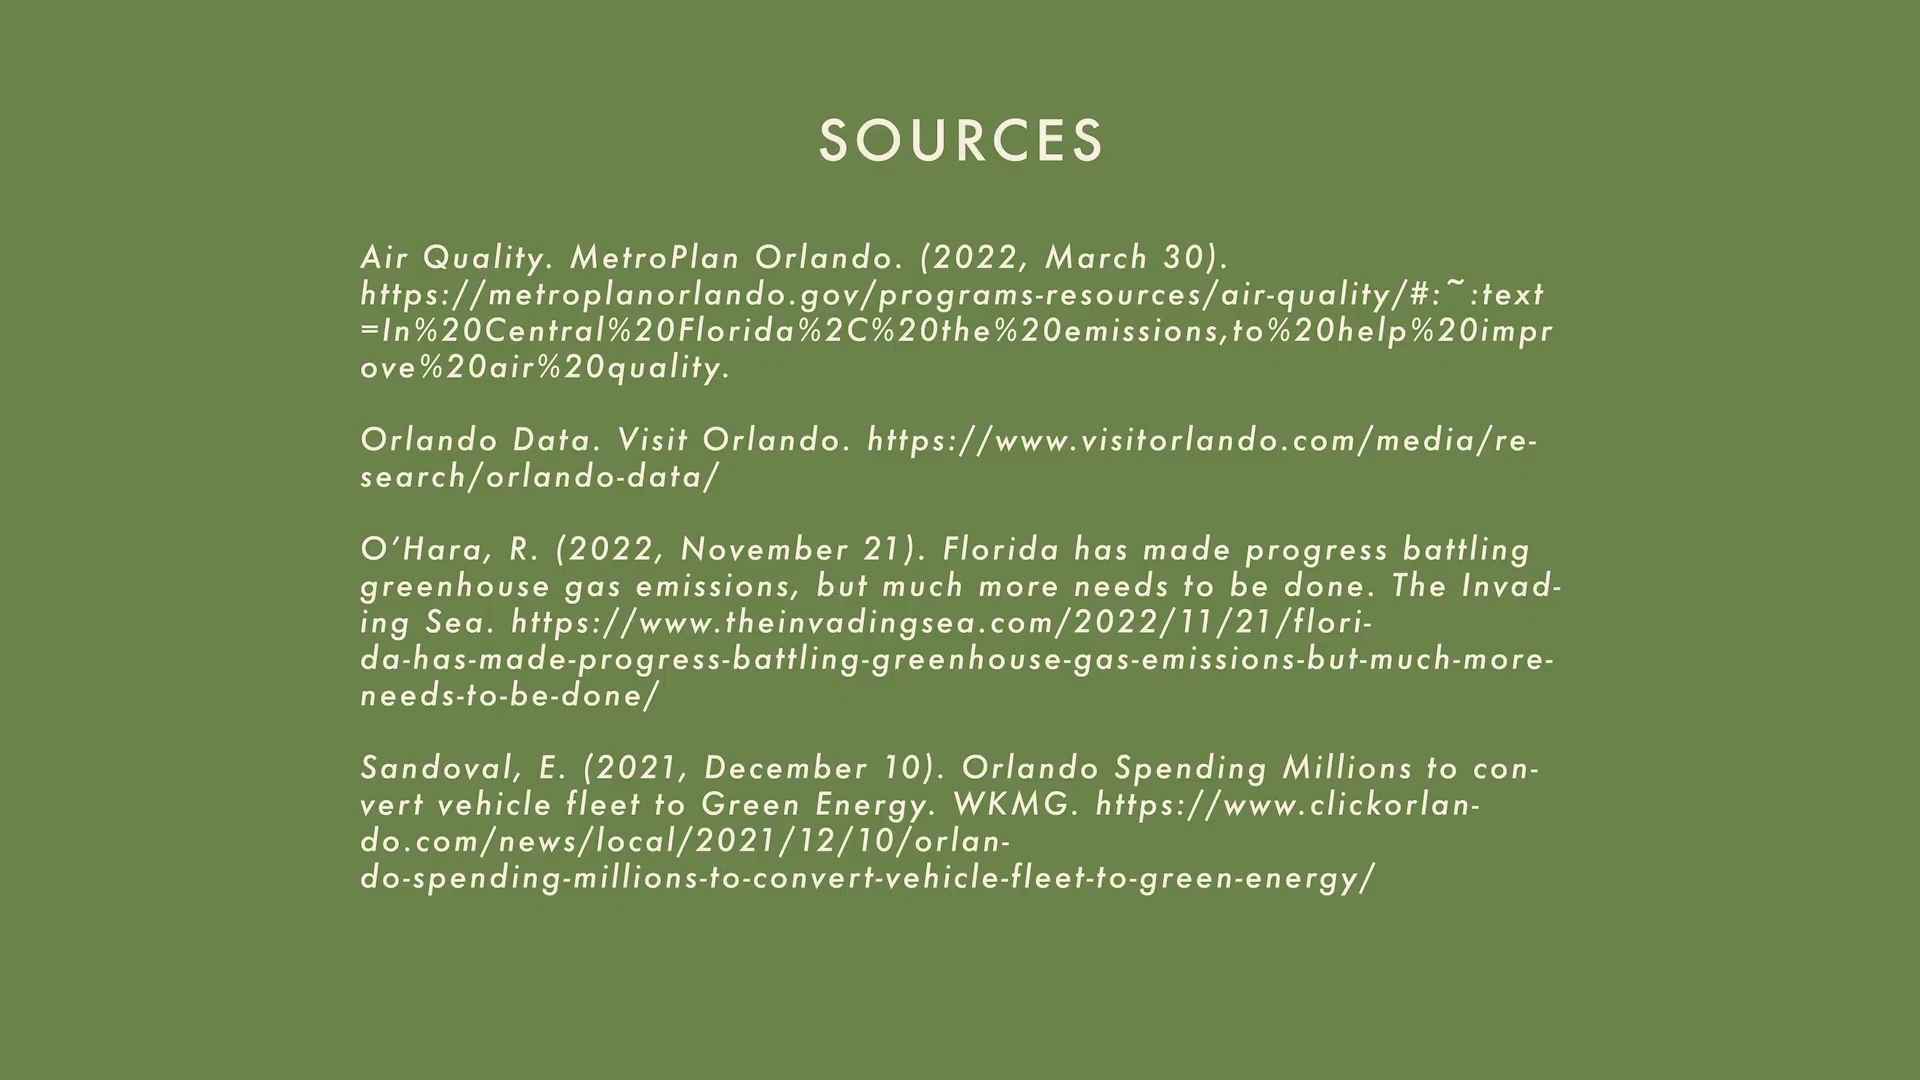 SOURCES
Air Quality. MetroPlan Orlando. (2022, March 30).
https://metroplanorlando.gov/programs-resources/air-quality/#:~:text
=In%20Central%20Florida%2C%20the%20emissions,to%20help%20impr
ove%20air%20quality.
Orlando Data. Visit Orlando. https://www.visitorlando.com/media/re-
search/orlando-data/
O’Hara, R. (2022, November 21). Florida has made progress battling
greenhouse gas emissions, but much more needs to be done. The Invad-
ing Sea. https://www.theinvadingsea.com/2022/11/21/flori-
da-has-made-progress-battling-greenhouse-gas-emissions-but-much-more-
needs-to-be-done/
Sandoval, E. (2021, December 10). Orlando Spending Millions to con-
vert vehicle fleet to Green Energy. WKMG. https://www.clickorlan-
do.com/news/local/2021/12/10/orlan-
do-spending-millions-to-convert-vehicle-fleet-to-green-energy/